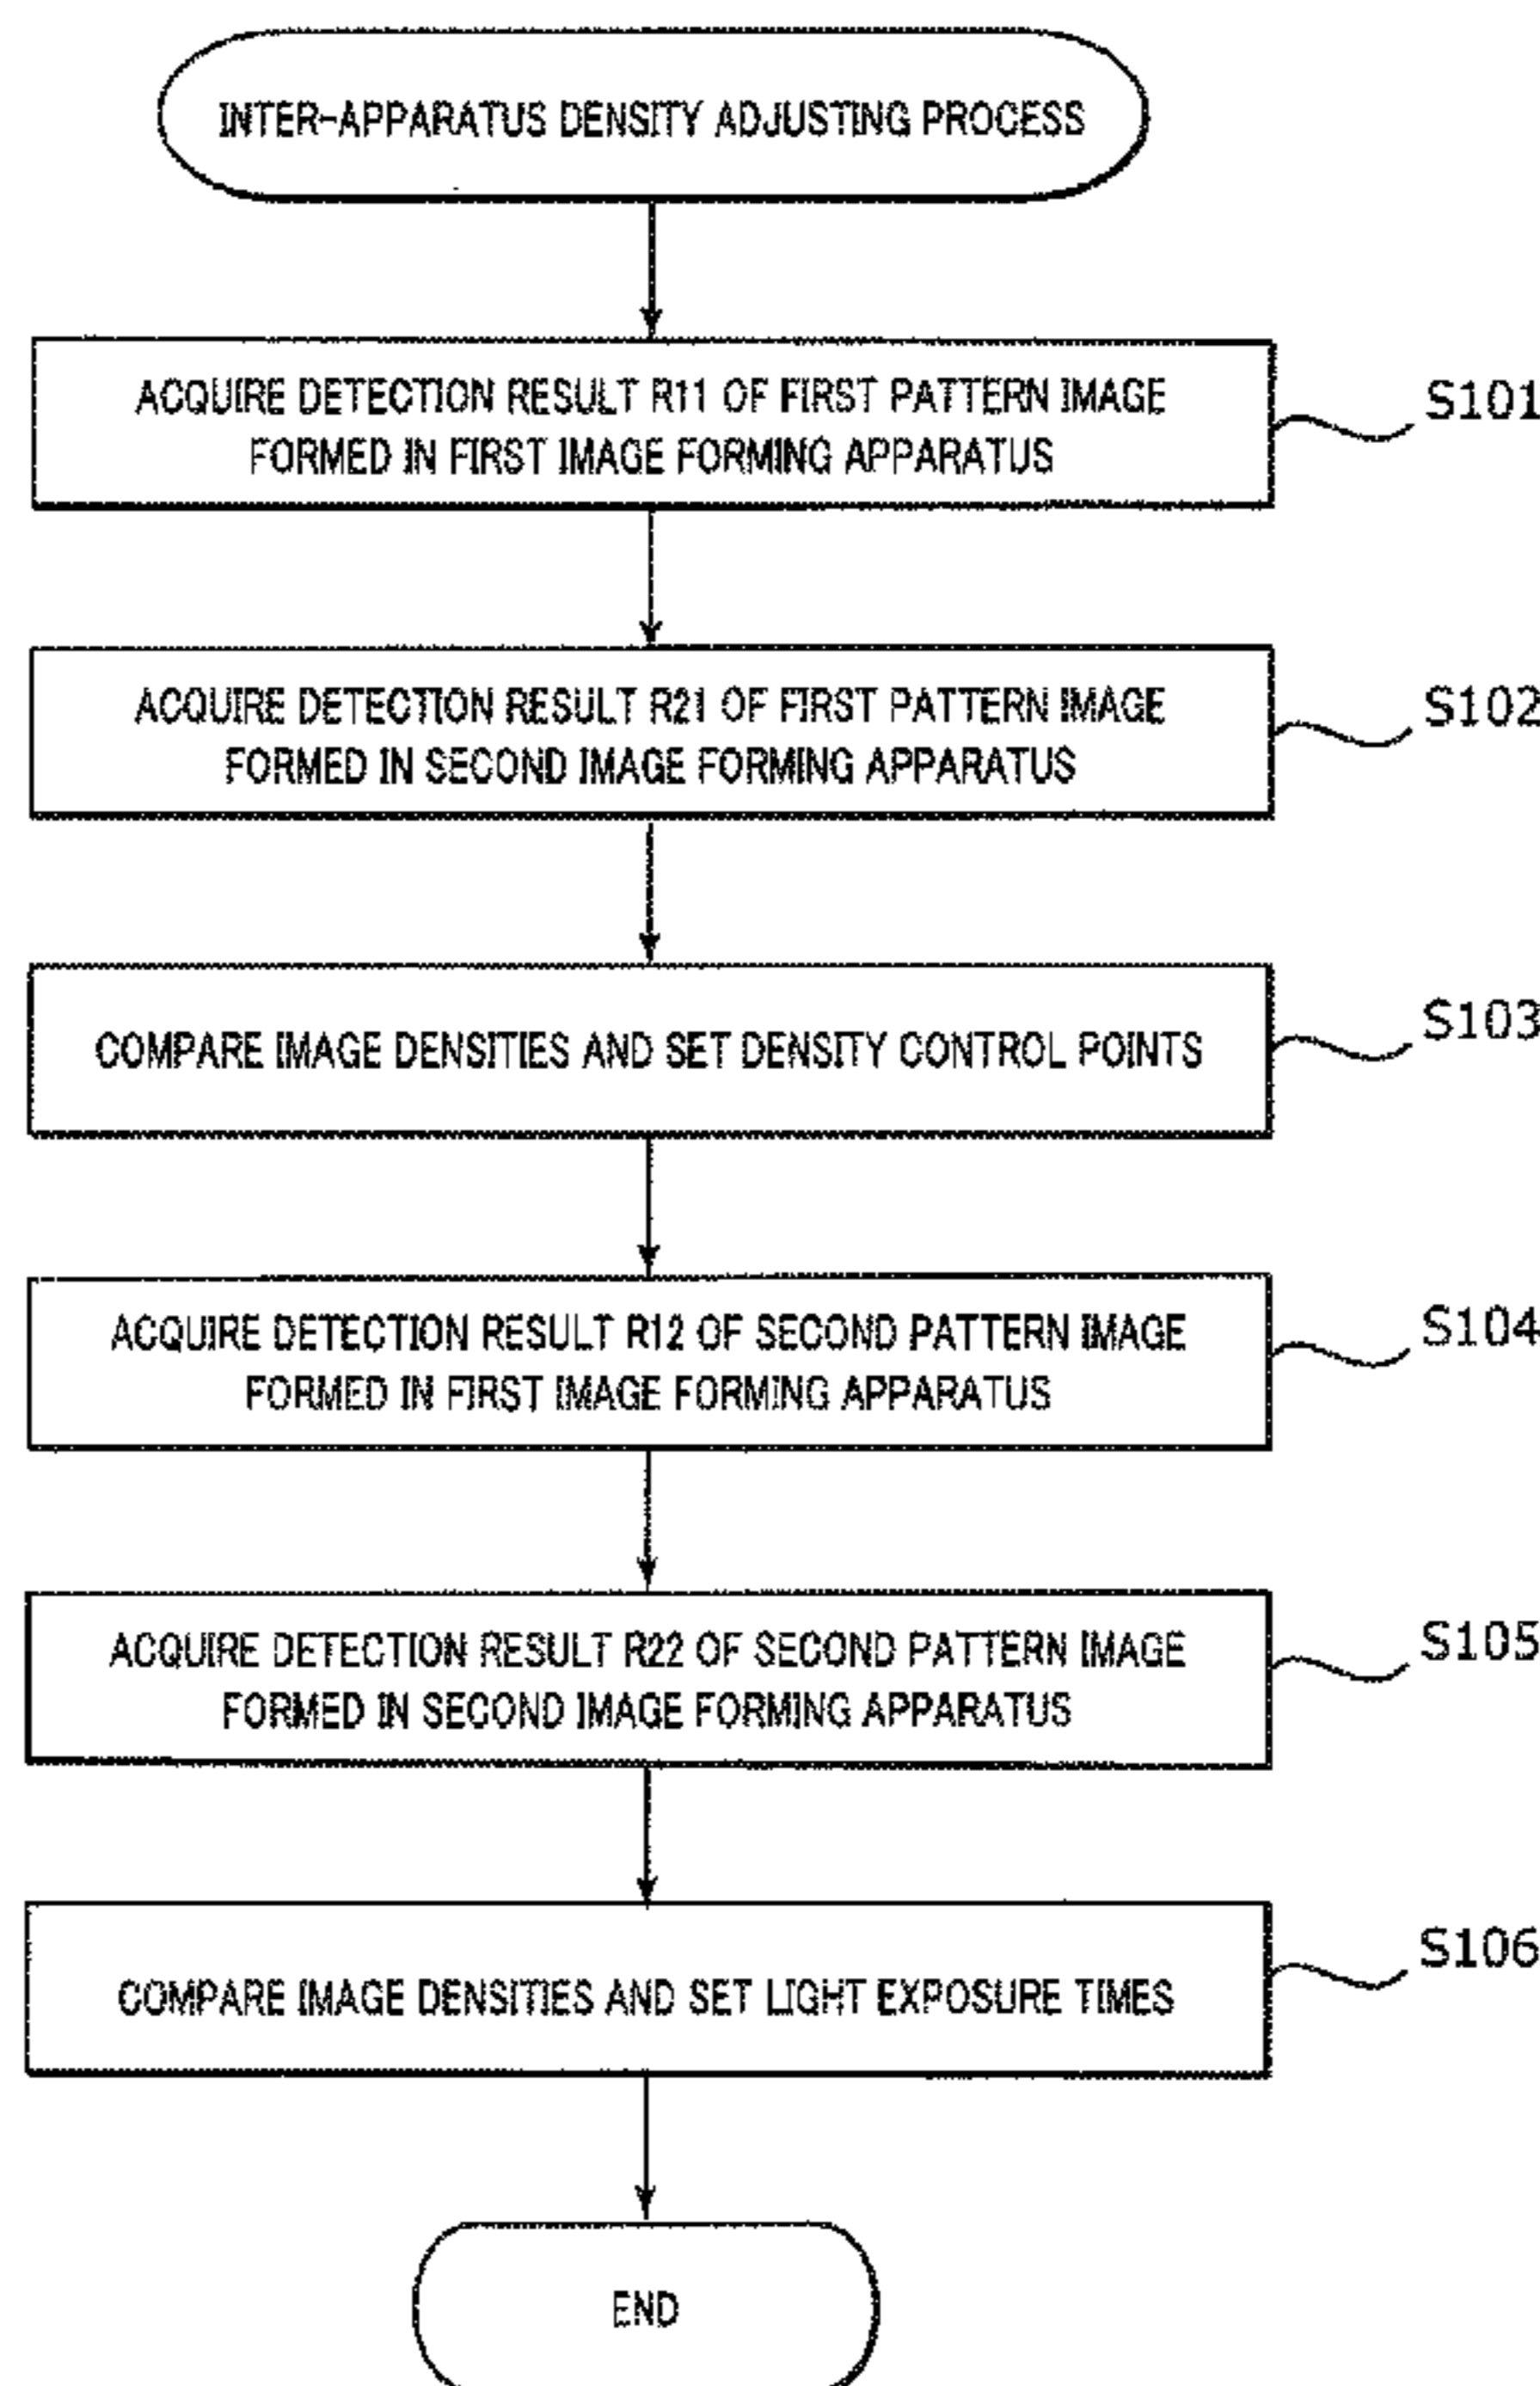 INTER-APPARATUS DENSITY ADJUSTING PROCESS
ACQUIRE DETECTION RESULT R11 OF FIRST PATTERN IMAGE
FORMED IN FIRST IMAGE FORMING APPARATUS
S101
ACQUIRE DETECTION RESULT R21 OF FIRST PATTERN IMAGE
FORMED IN SECOND IMAGE FORMING APPARATUS
S102
COMPARE IMAGE DENSITIES AND SET DENSITY CONTROL POINTS
S103
ACQUIRE DETECTION RESULT R12 OF SECOND PATTERN IMAGE
FORMED IN FIRST IMAGE FORMING APPARATUS
S104
ACQUIRE DETECTION RESULT R22 OF SECOND PATTERN IMAGE
FORMED IN SECOND IMAGE FORMING APPARATUS
S105
COMPARE IMAGE DENSITIES AND SET LIGHT EXPOSURE TIMES
S106
END